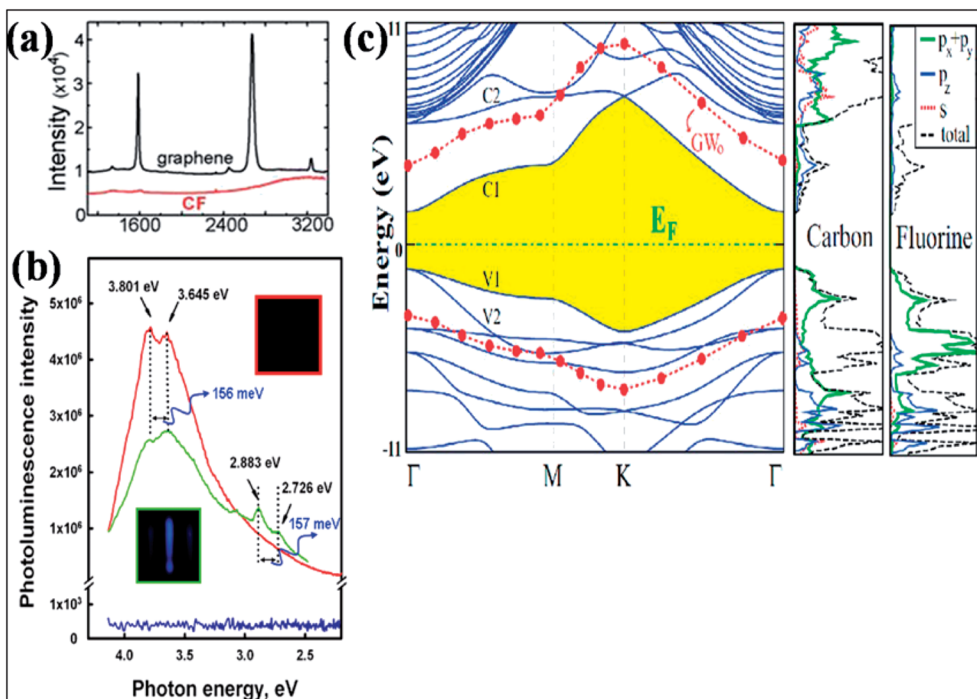 (a)
Intensity (x10⁴)
4
3
2
1
0
graphene
CF
1600
2400
3200
(b)
Photoluminescence intensity
5x10⁶
4x10⁶
3x10⁶
2x10⁶
1x10⁶
1x10³
0
3.801 eV
3.645 eV
156 meV
2.883 eV
2.726 eV
157 meV
4.0
3.5
3.0
2.5
Photon energy, eV
(c)
Energy (eV)
11
0
-11
C2
C1
GW₀
E_F
V1
V2
Γ
M
K
Γ
Carbon
Fluorine
pₓ+p_y
p_z
s
total